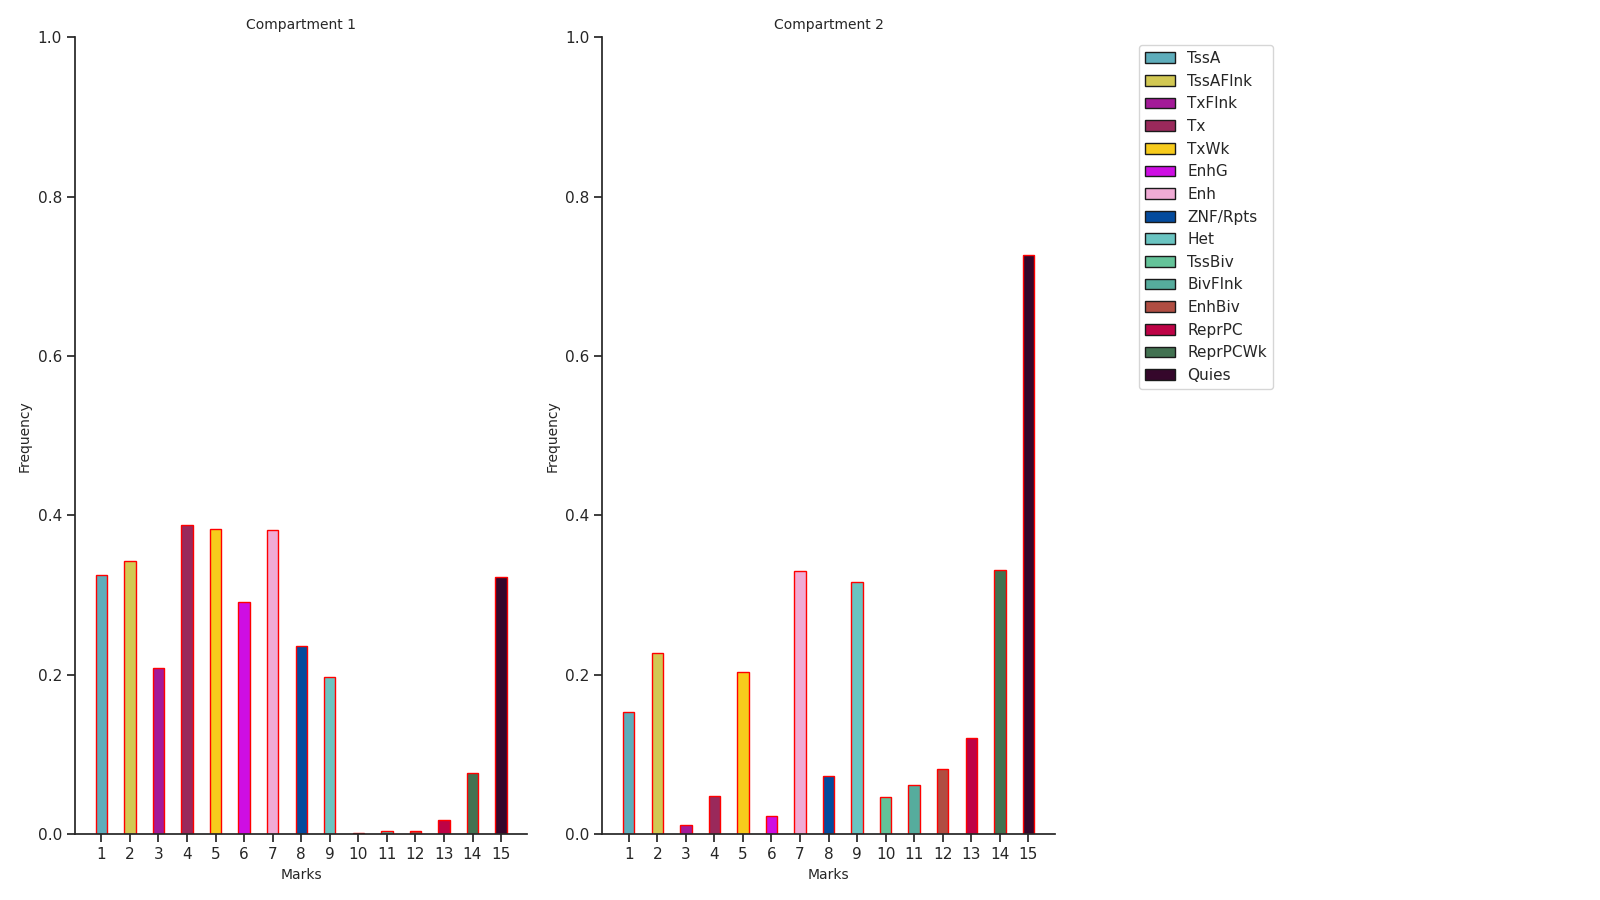 Compartment 1
1.0
0.8
0.6
0.4
0.2
0.0
Frequency
1 2 3 4 5 6 7 8 9 10 11 12 13 14 15
Marks
Compartment 2
1.0
0.8
0.6
0.4
0.2
0.0
Frequency
1 2 3 4 5 6 7 8 9 10 11 12 13 14 15
Marks
TssA
TssAFlnk
TxFlnk
Tx
TxWk
EnhG
Enh
ZNF/Rpts
Het
TssBiv
BivFlnk
EnhBiv
ReprPC
ReprPCWk
Quies